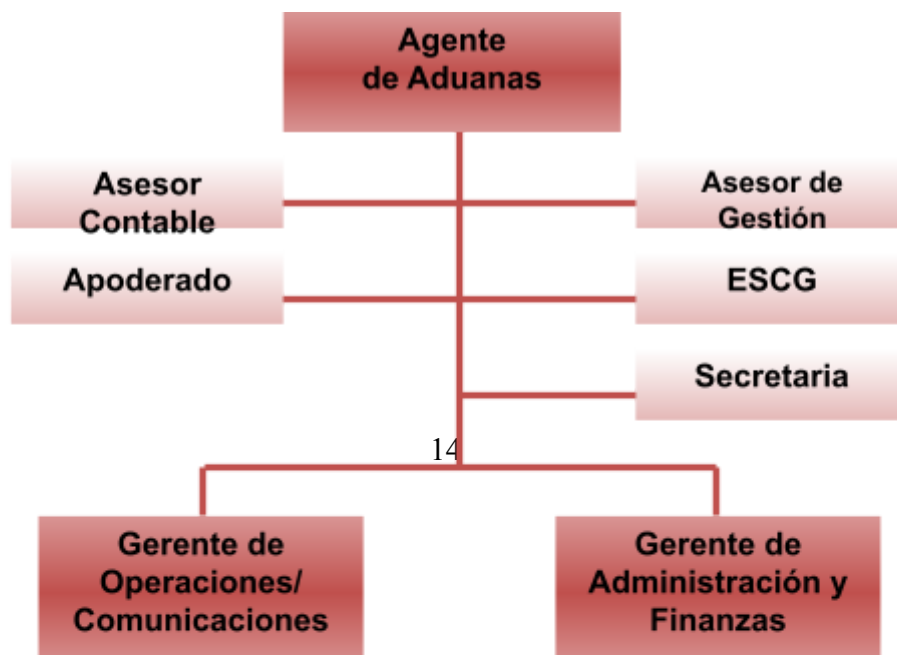 Agente
de Aduanas
Asesor
Contable
Asesor de
Gestión
Apoderado
ESCG
Secretaria
14
Gerente de
Operaciones/
Comunicaciones
Gerente de
Administración y
Finanzas